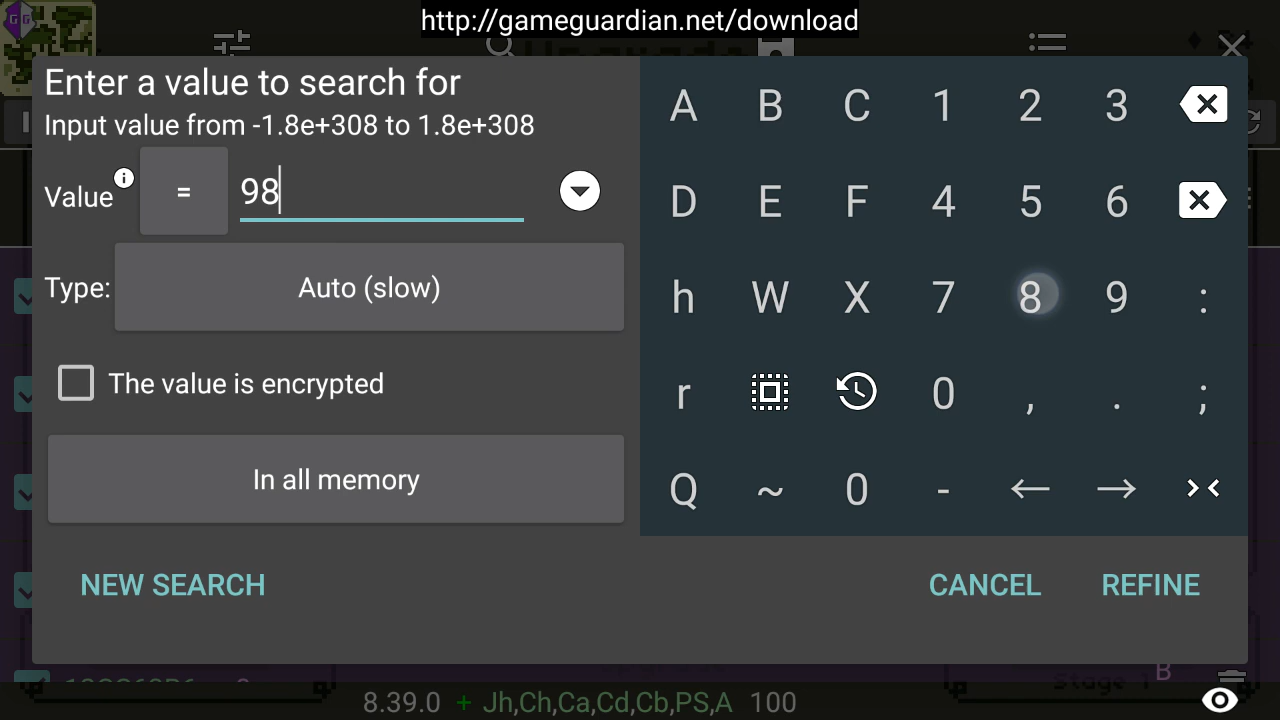 http://gameguardian.net/download
Enter a value to search for
Input value from -1.8e+308 to 1.8e+308
Value = 98
Type: Auto (slow)
The value is encrypted
In all memory
NEW SEARCH
CANCEL REFINE
A B C 1 2 3
D E F 4 5 6
h W X 7 8 9 :
r 0 , . ;
Q ~ 0 - ← → ><
B
Stage 1
8.39.0 + Jh,Ch,Ca,Cd,Cb,PS,A 100